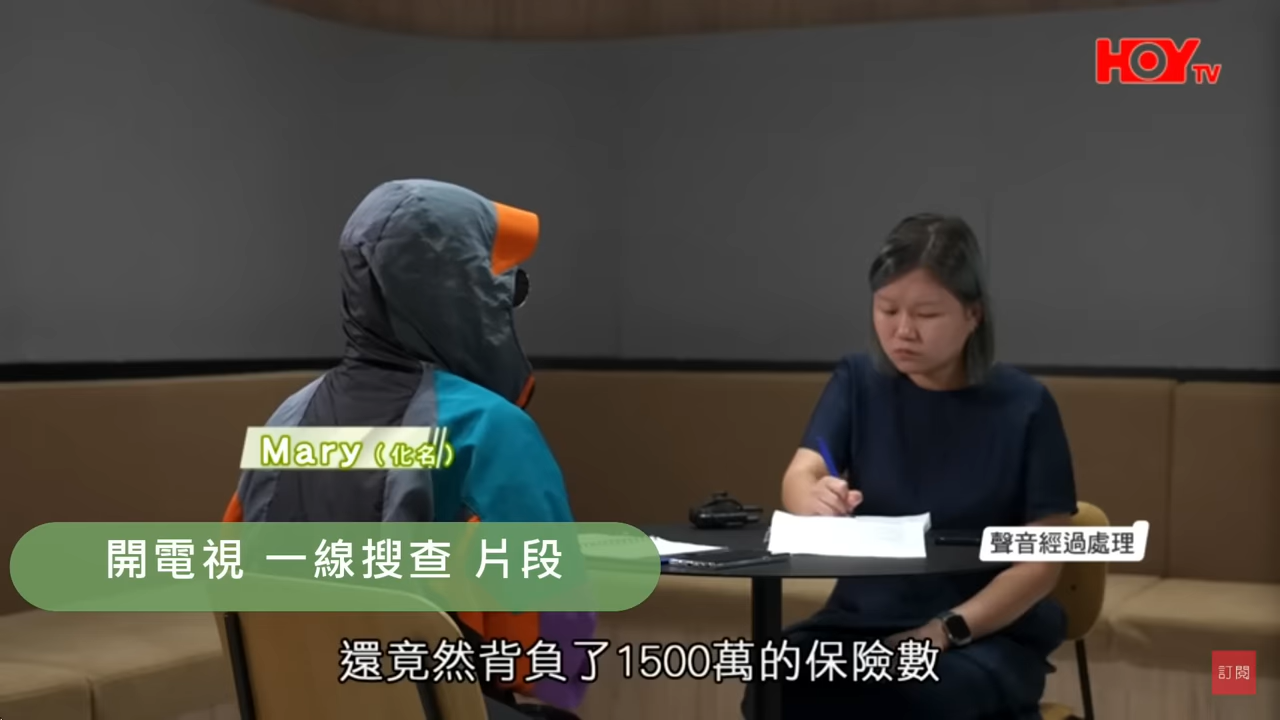 HOY TV
Mary（化名）
開電視 一線搜查 片段
聲音經過處理
還竟然背負了1500萬的保險數
訂閱